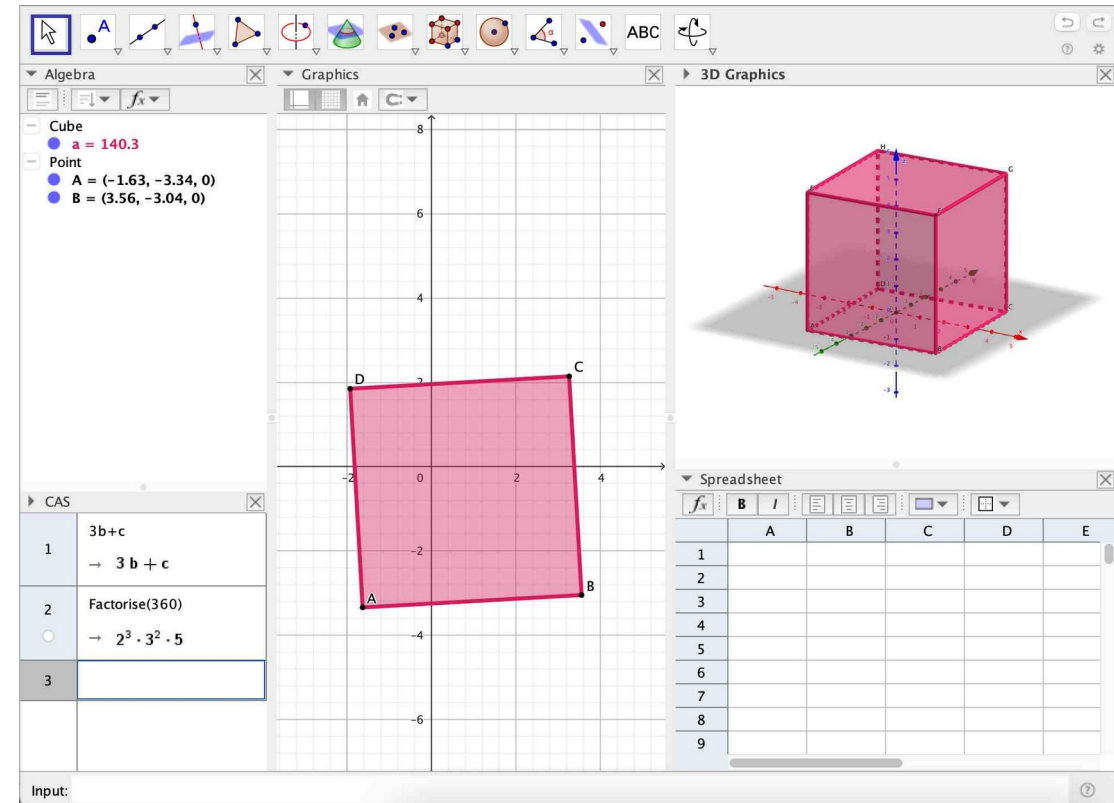 A
α
ABC
Algebra
fx
Cube
a = 140.3
Point
A = (-1.63, -3.34, 0)
B = (3.56, -3.04, 0)
CAS
1
3b+c
→ 3 b + c
2
Factorise(360)
→ 2³ · 3² · 5
3
Graphics
8
6
4
D
2
C
-2
0
2
4
-2
B
A
-4
-6
3D Graphics
H
G
E
F
D
C
A
B
Spreadsheet
fx B I
A B C D E
1
2
3
4
5
6
7
8
9
Input: